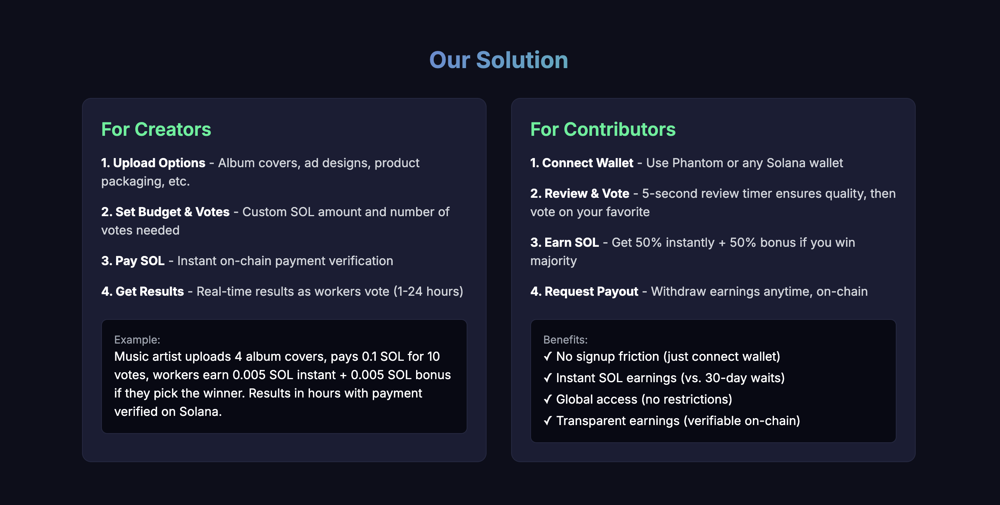 Our Solution
For Creators
1. Upload Options - Album covers, ad designs, product
packaging, etc.
2. Set Budget & Votes - Custom SOL amount and number of
votes needed
3. Pay SOL - Instant on-chain payment verification
4. Get Results - Real-time results as workers vote (1-24 hours)
Example:
Music artist uploads 4 album covers, pays 0.1 SOL for 10
votes, workers earn 0.005 SOL instant + 0.005 SOL bonus
if they pick the winner. Results in hours with payment
verified on Solana.
For Contributors
1. Connect Wallet - Use Phantom or any Solana wallet
2. Review & Vote - 5-second review timer ensures quality, then
vote on your favorite
3. Earn SOL - Get 50% instantly + 50% bonus if you win
majority
4. Request Payout - Withdraw earnings anytime, on-chain
Benefits:
✓ No signup friction (just connect wallet)
✓ Instant SOL earnings (vs. 30-day waits)
✓ Global access (no restrictions)
✓ Transparent earnings (verifiable on-chain)